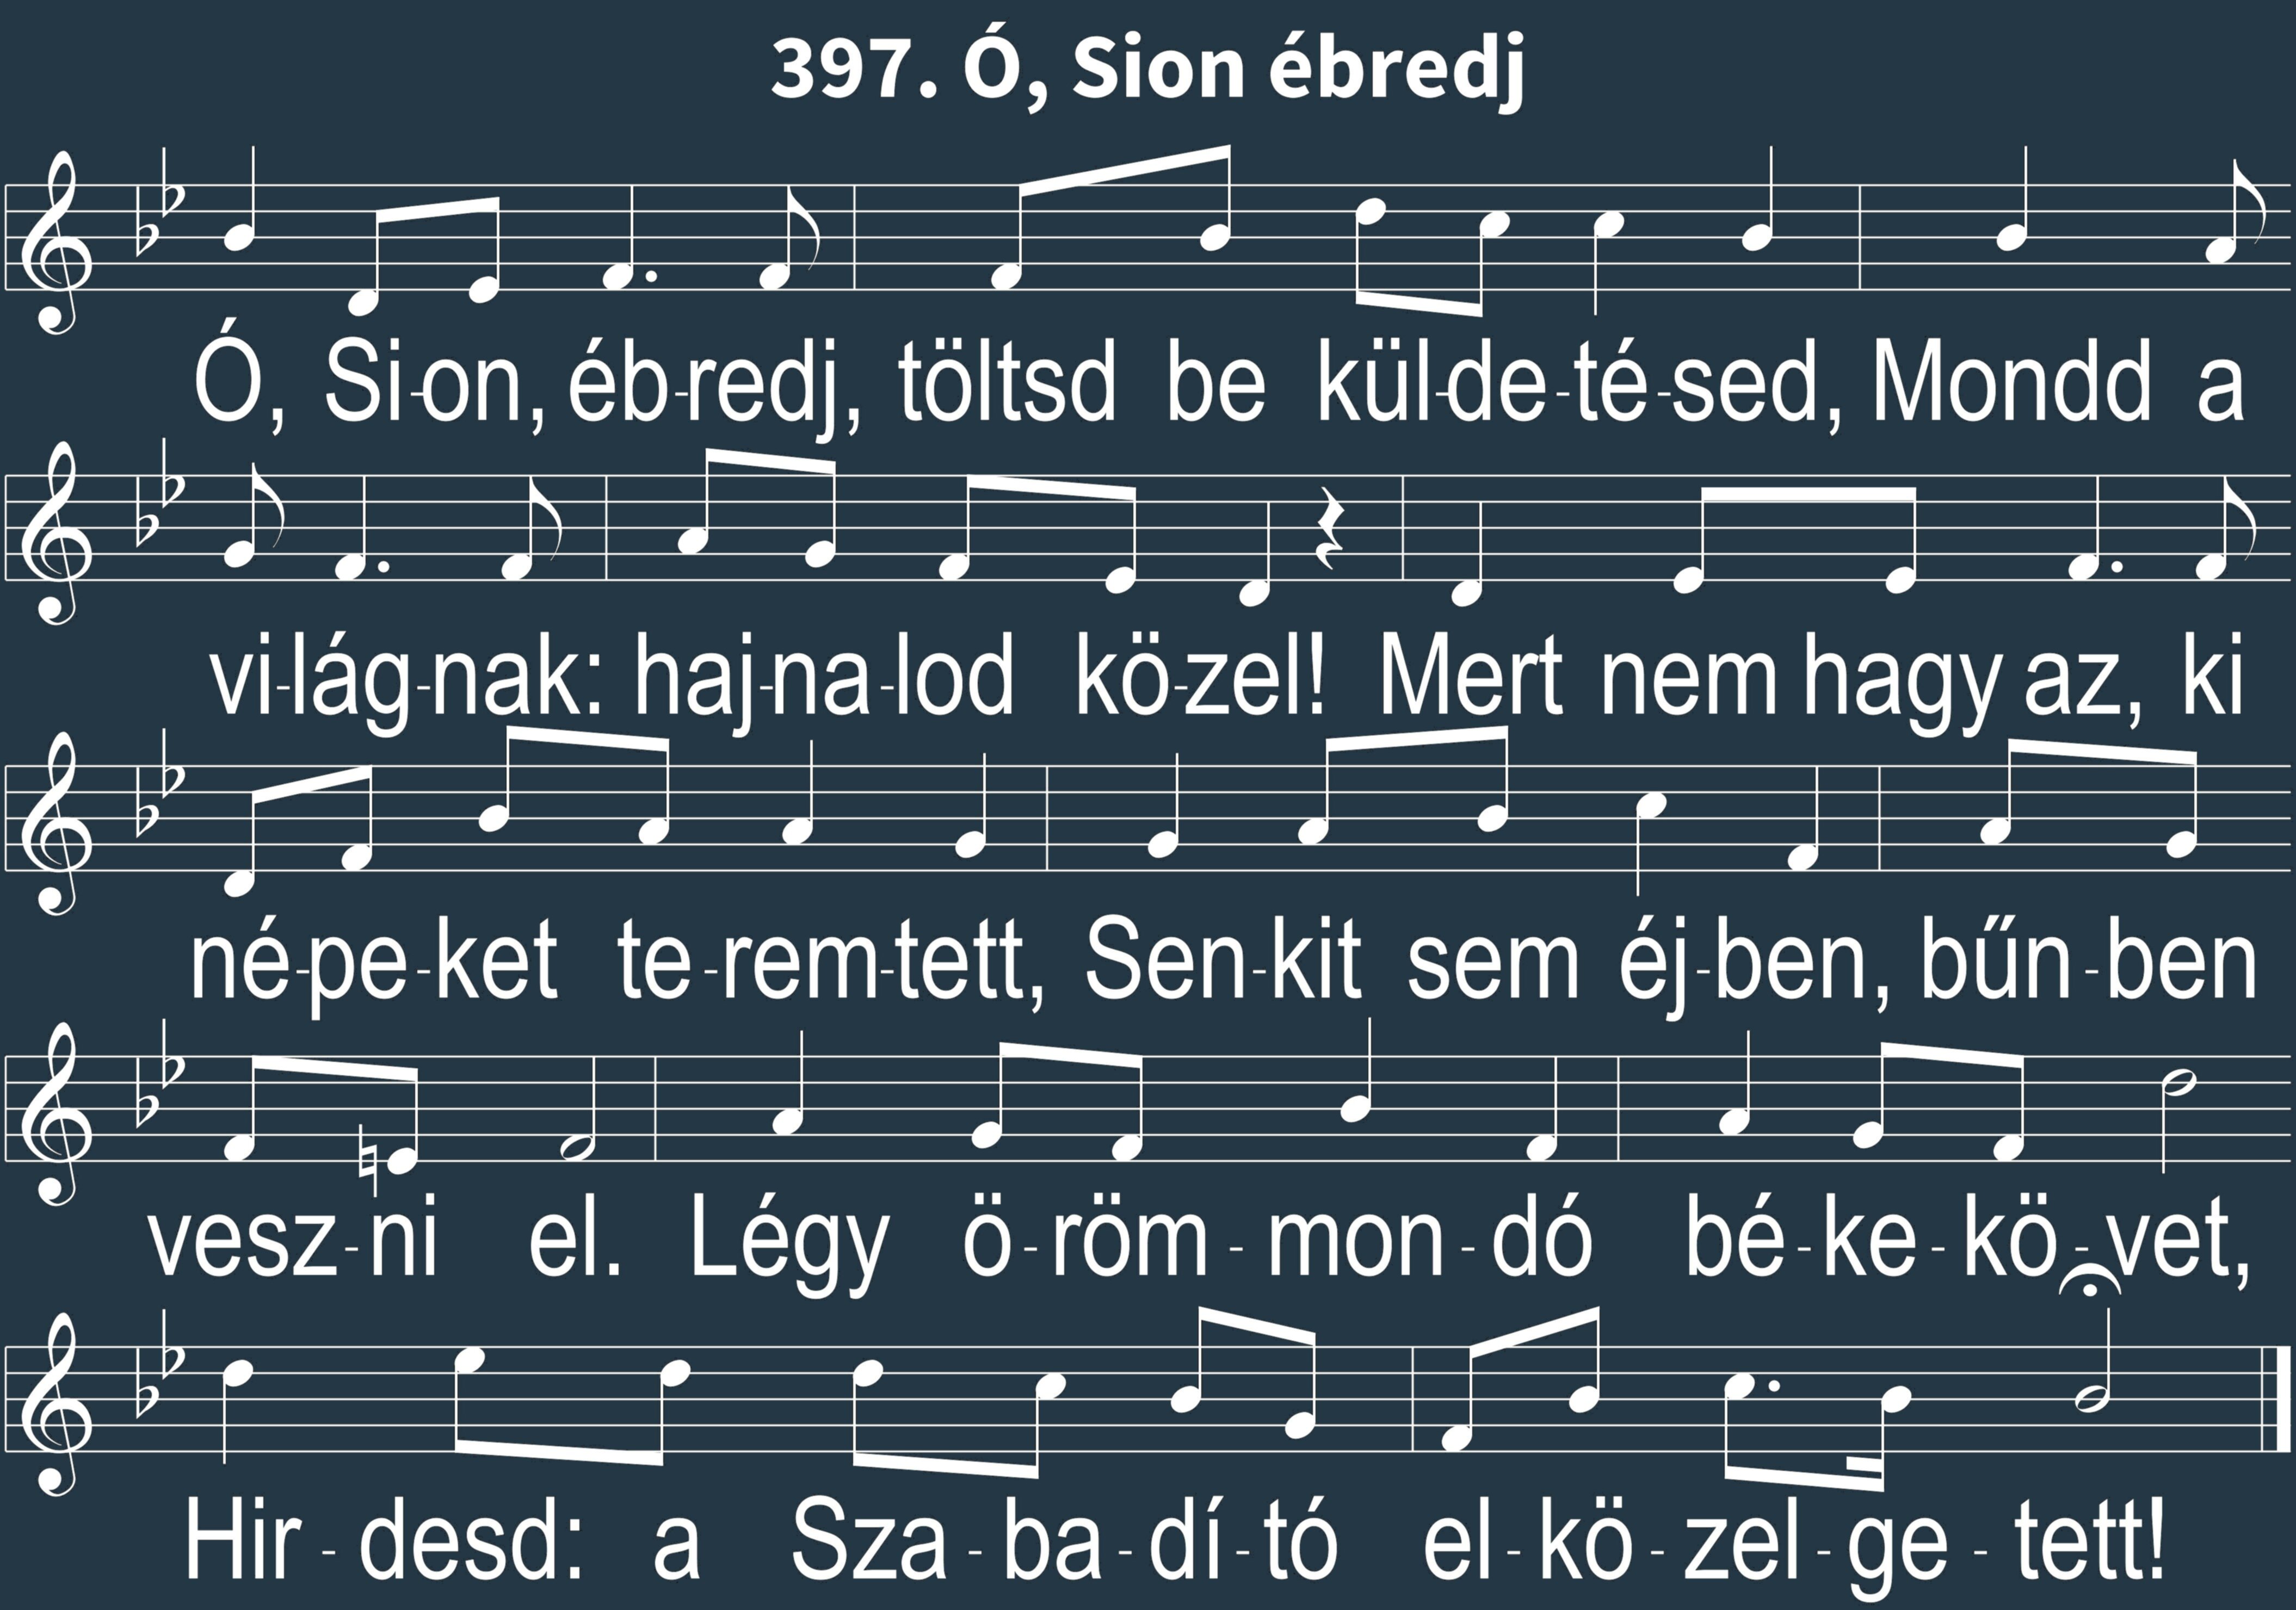 397. Ó, Sion ébredj
Ó, Si-on, éb-redj, töltsd be kül-de-té-sed, Mondd a
vi-lág-nak: haj-na-lod kö-zel! Mert nem hagy az, ki
né-pe-ket te-rem-tett, Sen-kit sem éj-ben, bűn-ben
vesz-ni el. Légy ö-röm-mon-dó bé-ke-kö-vet,
Hir-desd: a Sza-ba-dí-tó el-kö-zel-ge-tett!